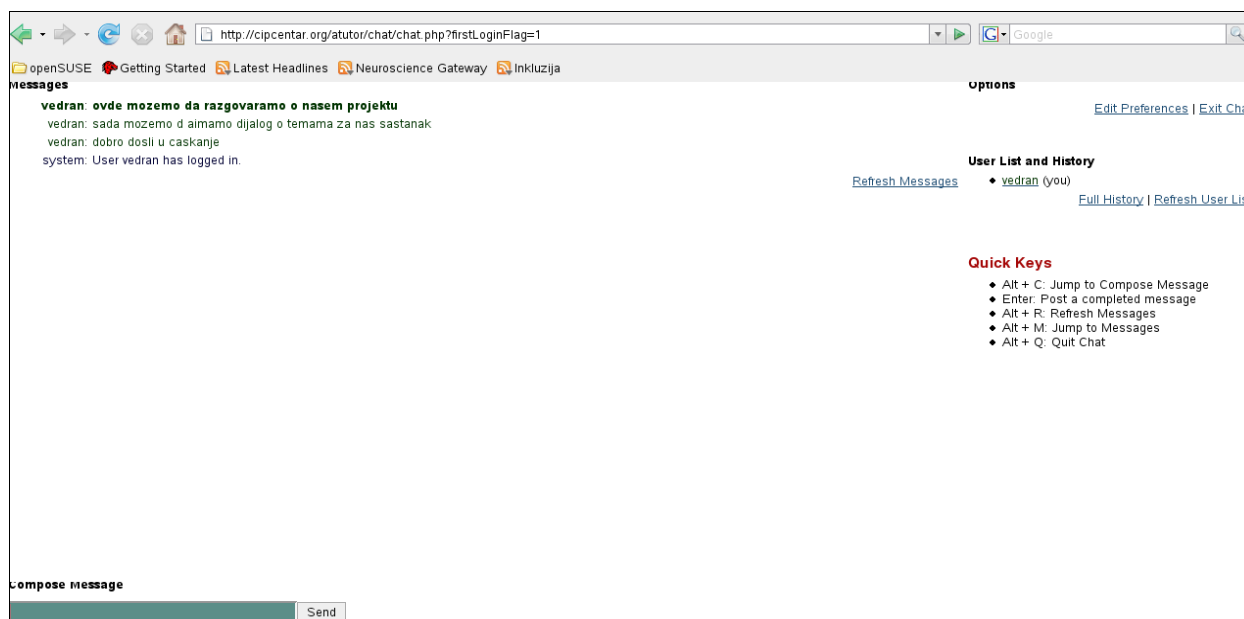 http://cipcentar.org/atutor/chat/chat.php?firstLoginFlag=1
G
Google
openSUSE Getting Started Latest Headlines Neuroscience Gateway Inkluzija
Messages
vedran: ovde mozemo da razgovaramo o nasem projektu
vedran: sada mozemo d aimamo dijalog o temama za nas sastanak
vedran: dobro dosli u caskanje
system: User vedran has logged in.
Refresh Messages
Options
Edit Preferences | Exit Cha
User List and History
vedran (you)
Full History | Refresh User Lis
Quick Keys
Alt + C: Jump to Compose Message
Enter: Post a completed message
Alt + R: Refresh Messages
Alt + M: Jump to Messages
Alt + Q: Quit Chat
Compose Message
Send